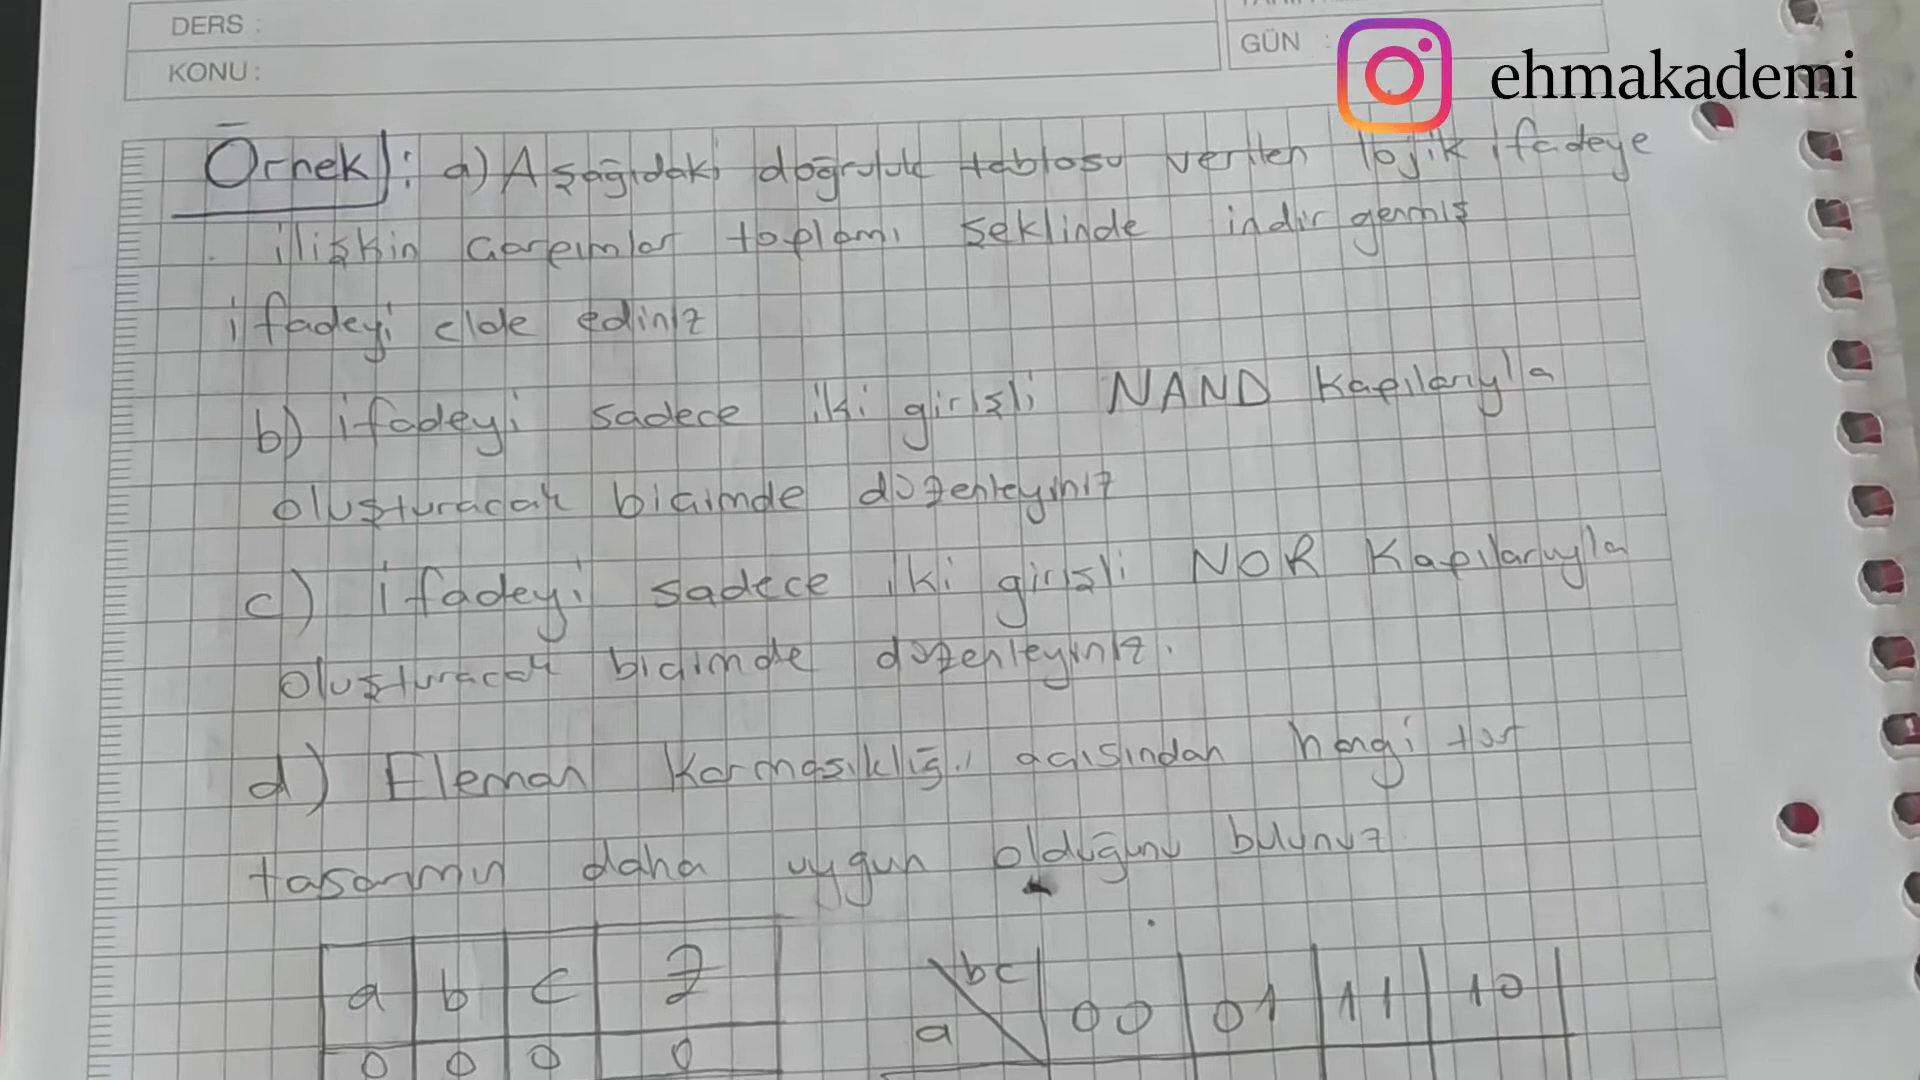 DERS :
KONU :
GÜN :
ehmakademi
Örnek): a) Aşağıdaki doğruluk tablosu verilen lojik ifadeye
ilişkin çarpımlar toplamı şeklinde indirgenmiş
ifadeyi elde ediniz
b) ifadeyi sadece iki girişli NAND kapılarıyla
oluşturacak biçimde düzenleyiniz
c) ifadeyi sadece iki girişli NOR kapılarıyla
oluşturacak biçimde düzenleyiniz.
d) Eleman karmaşıklığı açısından hangi tür
tasarımın daha uygun olduğunu bulunuz
a b c Z
0 0 0 0
bc
a 00 01 11 10